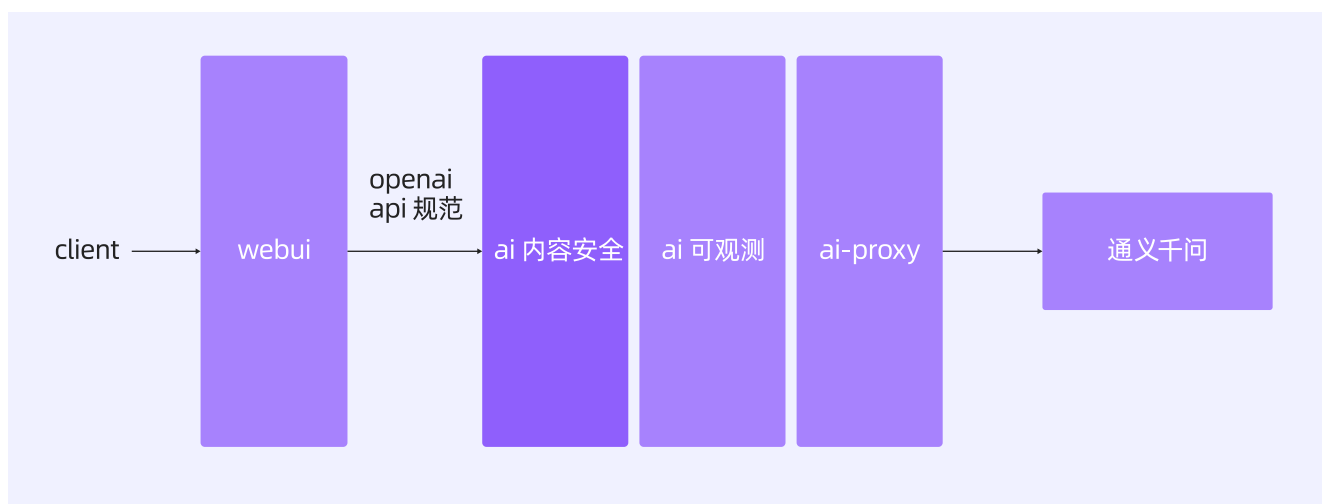 client
webui
openai
api 规范
ai 内容安全
ai 可观测
ai-proxy
通义千问